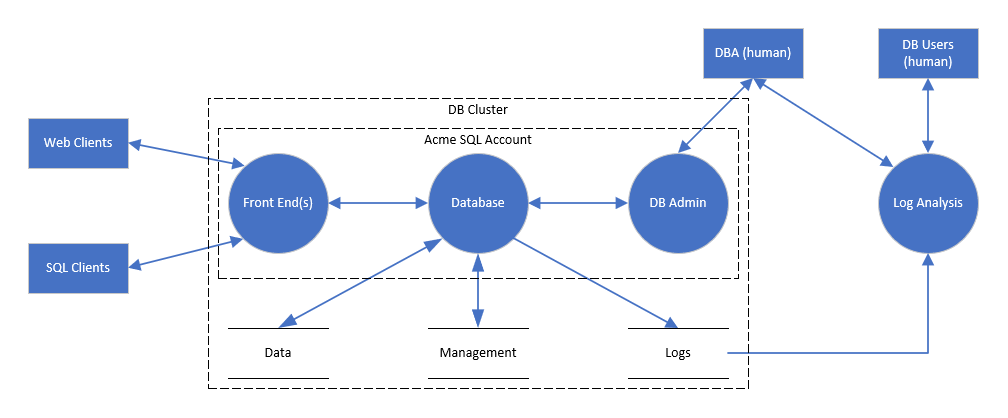 DBA (human)
DB Users
(human)
DB Cluster
Acme SQL Account
Web Clients
Front End(s)
Database
DB Admin
Log Analysis
SQL Clients
Data
Management
Logs